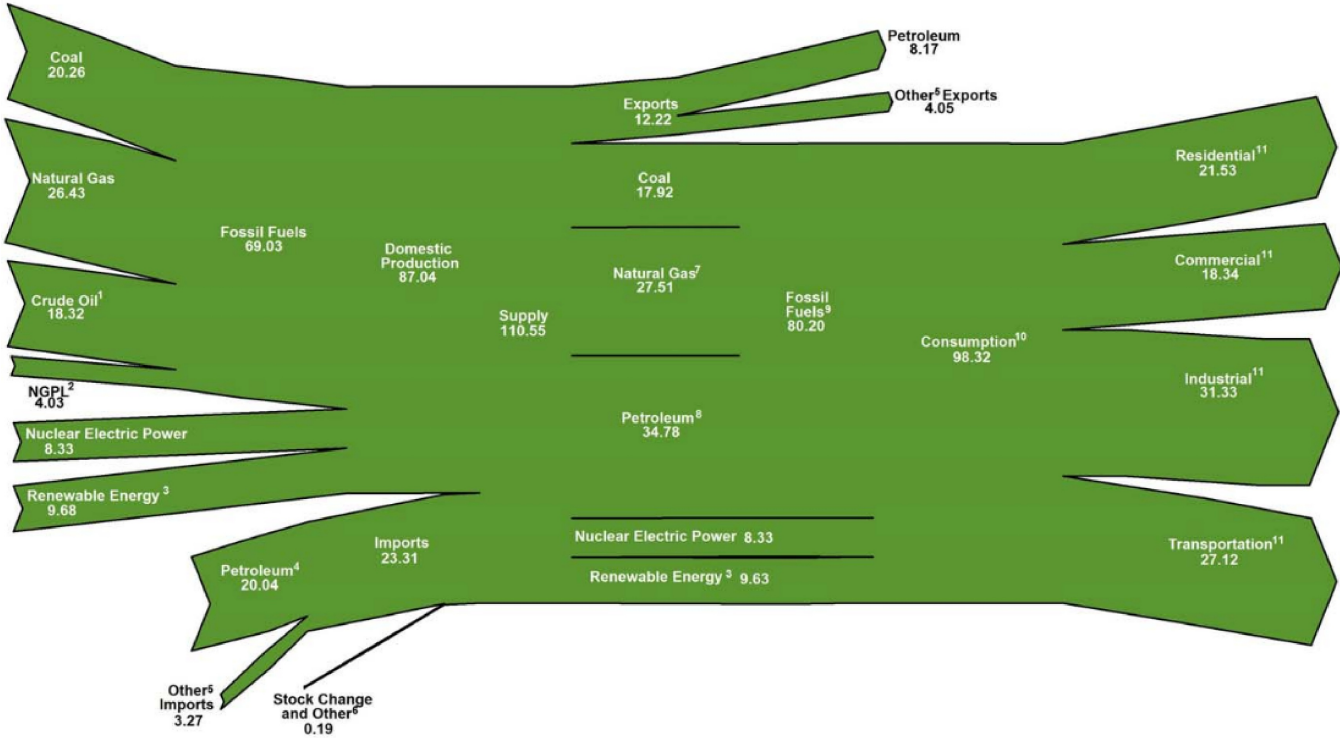 Coal
20.26
Natural Gas
26.43
Crude Oil¹
18.32
NGPL²
4.03
Nuclear Electric Power
8.33
Renewable Energy ³
9.68
Fossil Fuels
69.03
Domestic
Production
87.04
Petroleum⁴
20.04
Other⁵
Imports
3.27
Imports
23.31
Stock Change
and Other⁶
0.19
Supply
110.55
Exports
12.22
Petroleum
8.17
Other⁵ Exports
4.05
Coal
17.92
Natural Gas⁷
27.51
Petroleum⁸
34.78
Nuclear Electric Power 8.33
Renewable Energy ³ 9.63
Fossil
Fuels⁹
80.20
Consumption¹⁰
98.32
Residential¹¹
21.53
Commercial¹¹
18.34
Industrial¹¹
31.33
Transportation¹¹
27.12